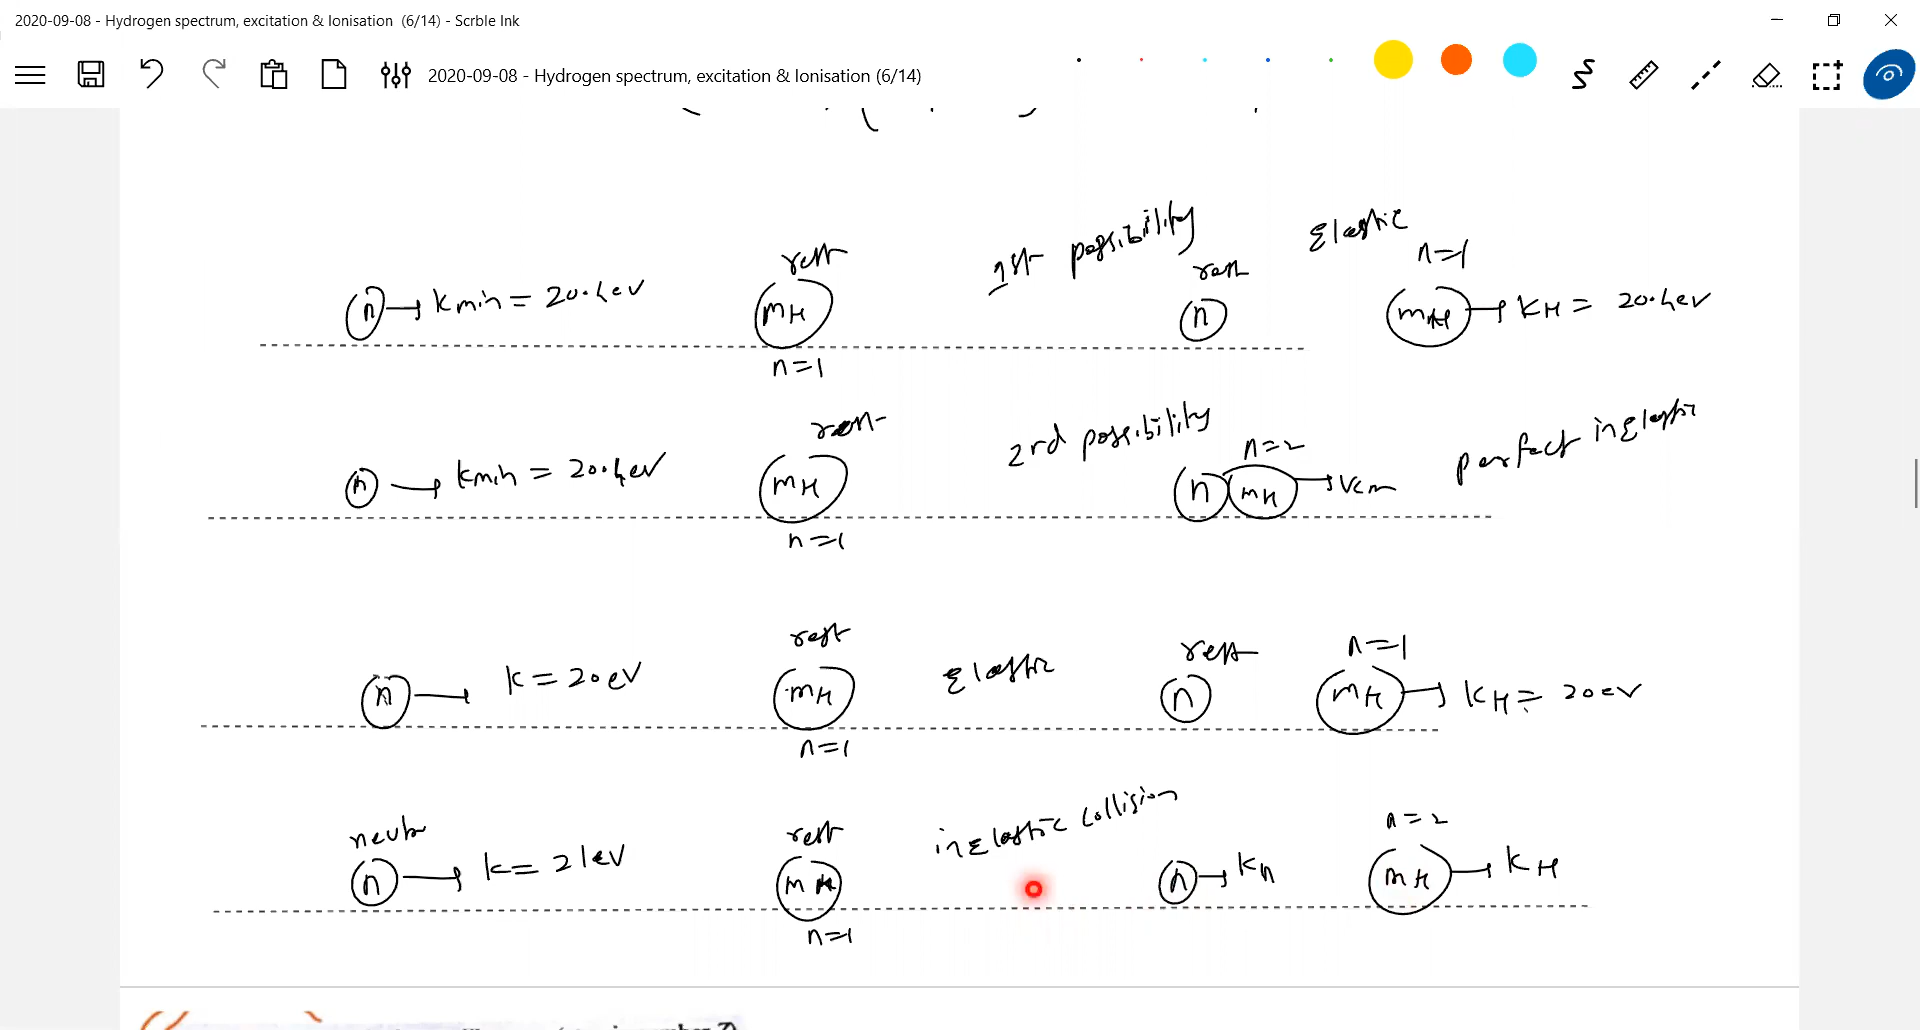 2020-09-08 - Hydrogen spectrum, excitation & Ionisation (6/14) - Scrble Ink
2020-09-08 - Hydrogen spectrum, excitation & Ionisation (6/14)
n → K min = 20.4ev
rest
mH
n=1
1st possibility
Elastic
rest
n
n=1
mH → KH = 20.4ev
n → Kmin = 20.4ev
rest
mH
n=1
2nd possibility
n=2
n mH → Vcm
perfect inElastic
n → K = 20ev
rest
mH
n=1
Elastic
rest
n
n=1
mH → KH = 20ev
n → K = 21ev
rest
mH
n=1
inElastic collision
n → Kn
n=2
mH → KH